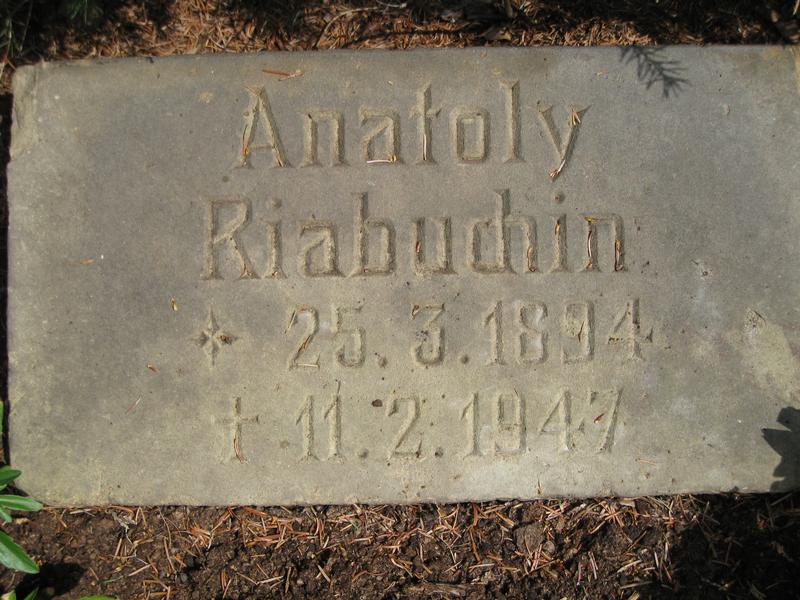 Anatoly
Riabuchin
✧ 25.3.1894
† 11.2.1947